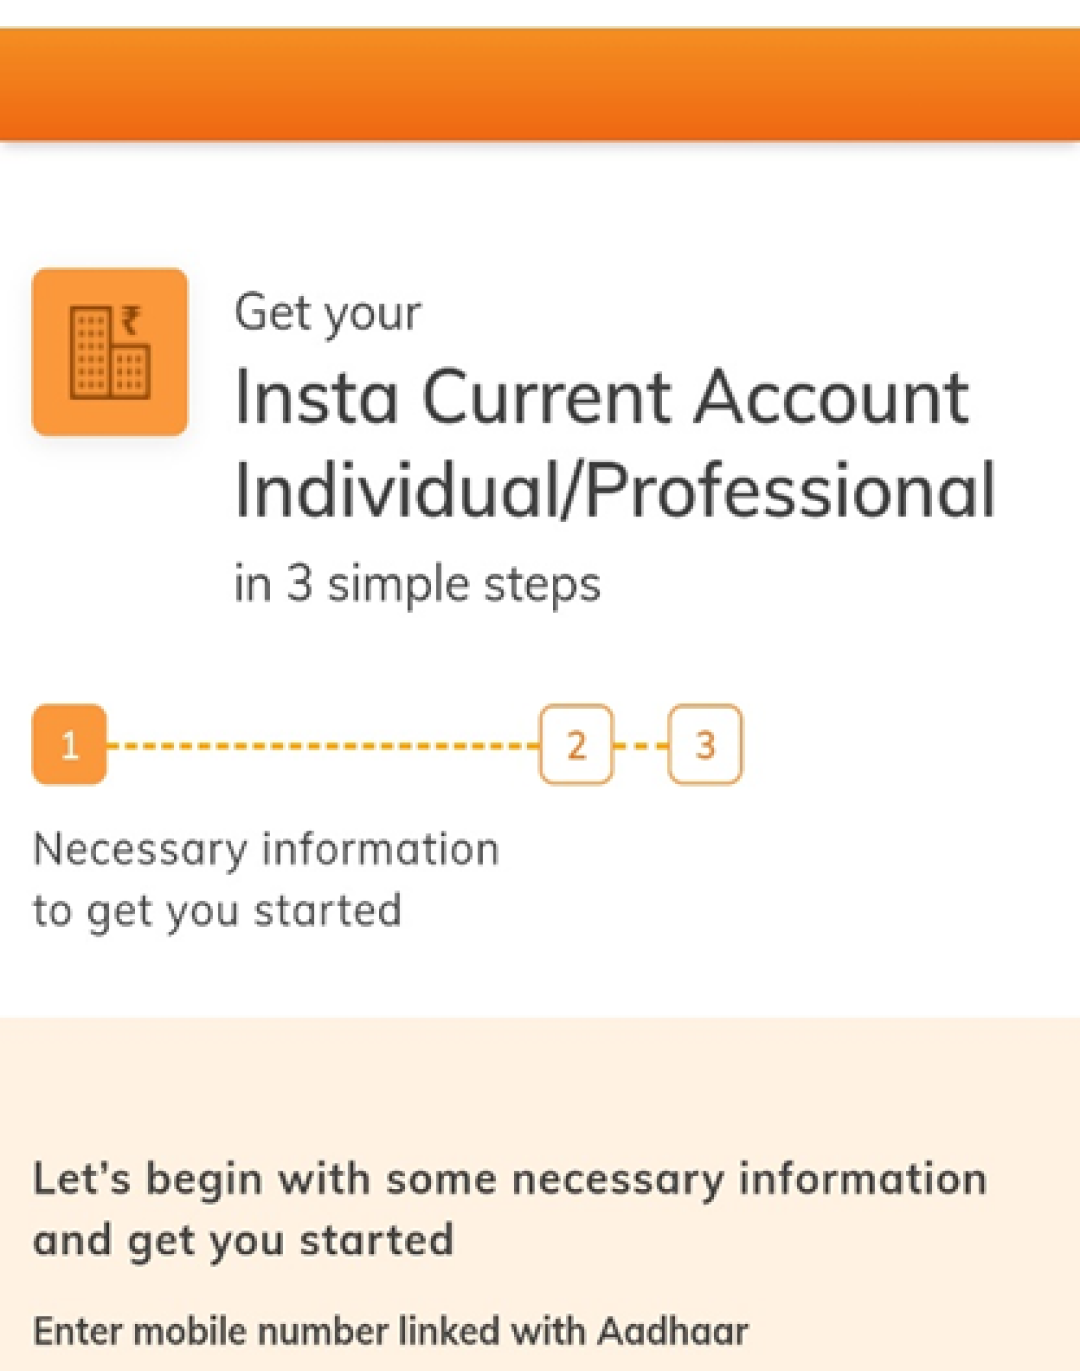 ₹
Get your
Insta Current Account
Individual/Professional
in 3 simple steps
1 2 3
Necessary information
to get you started
Let's begin with some necessary information
and get you started
Enter mobile number linked with Aadhaar